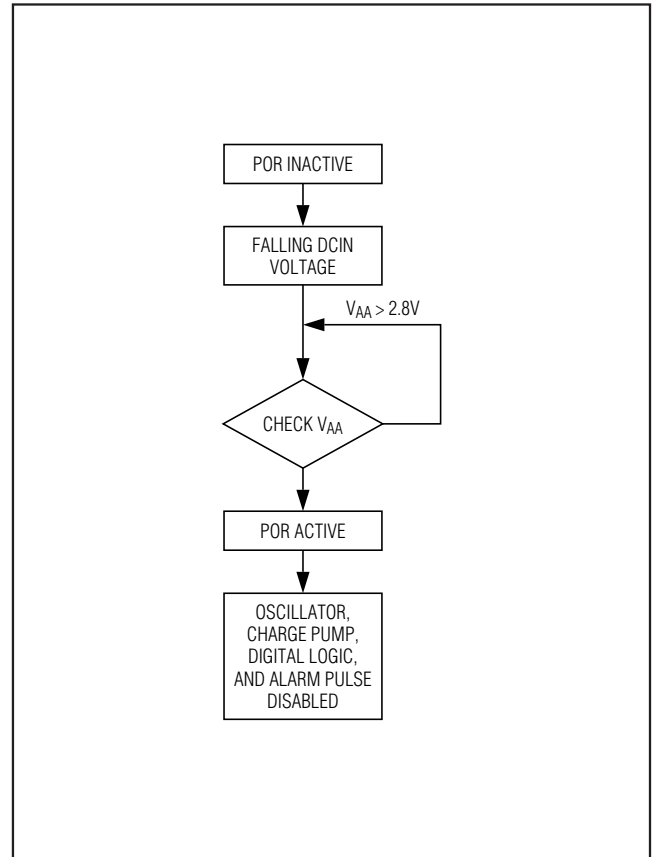 POR INACTIVE
FALLING DCIN
VOLTAGE
VAA > 2.8V
CHECK VAA
POR ACTIVE
OSCILLATOR,
CHARGE PUMP,
DIGITAL LOGIC,
AND ALARM PULSE
DISABLED